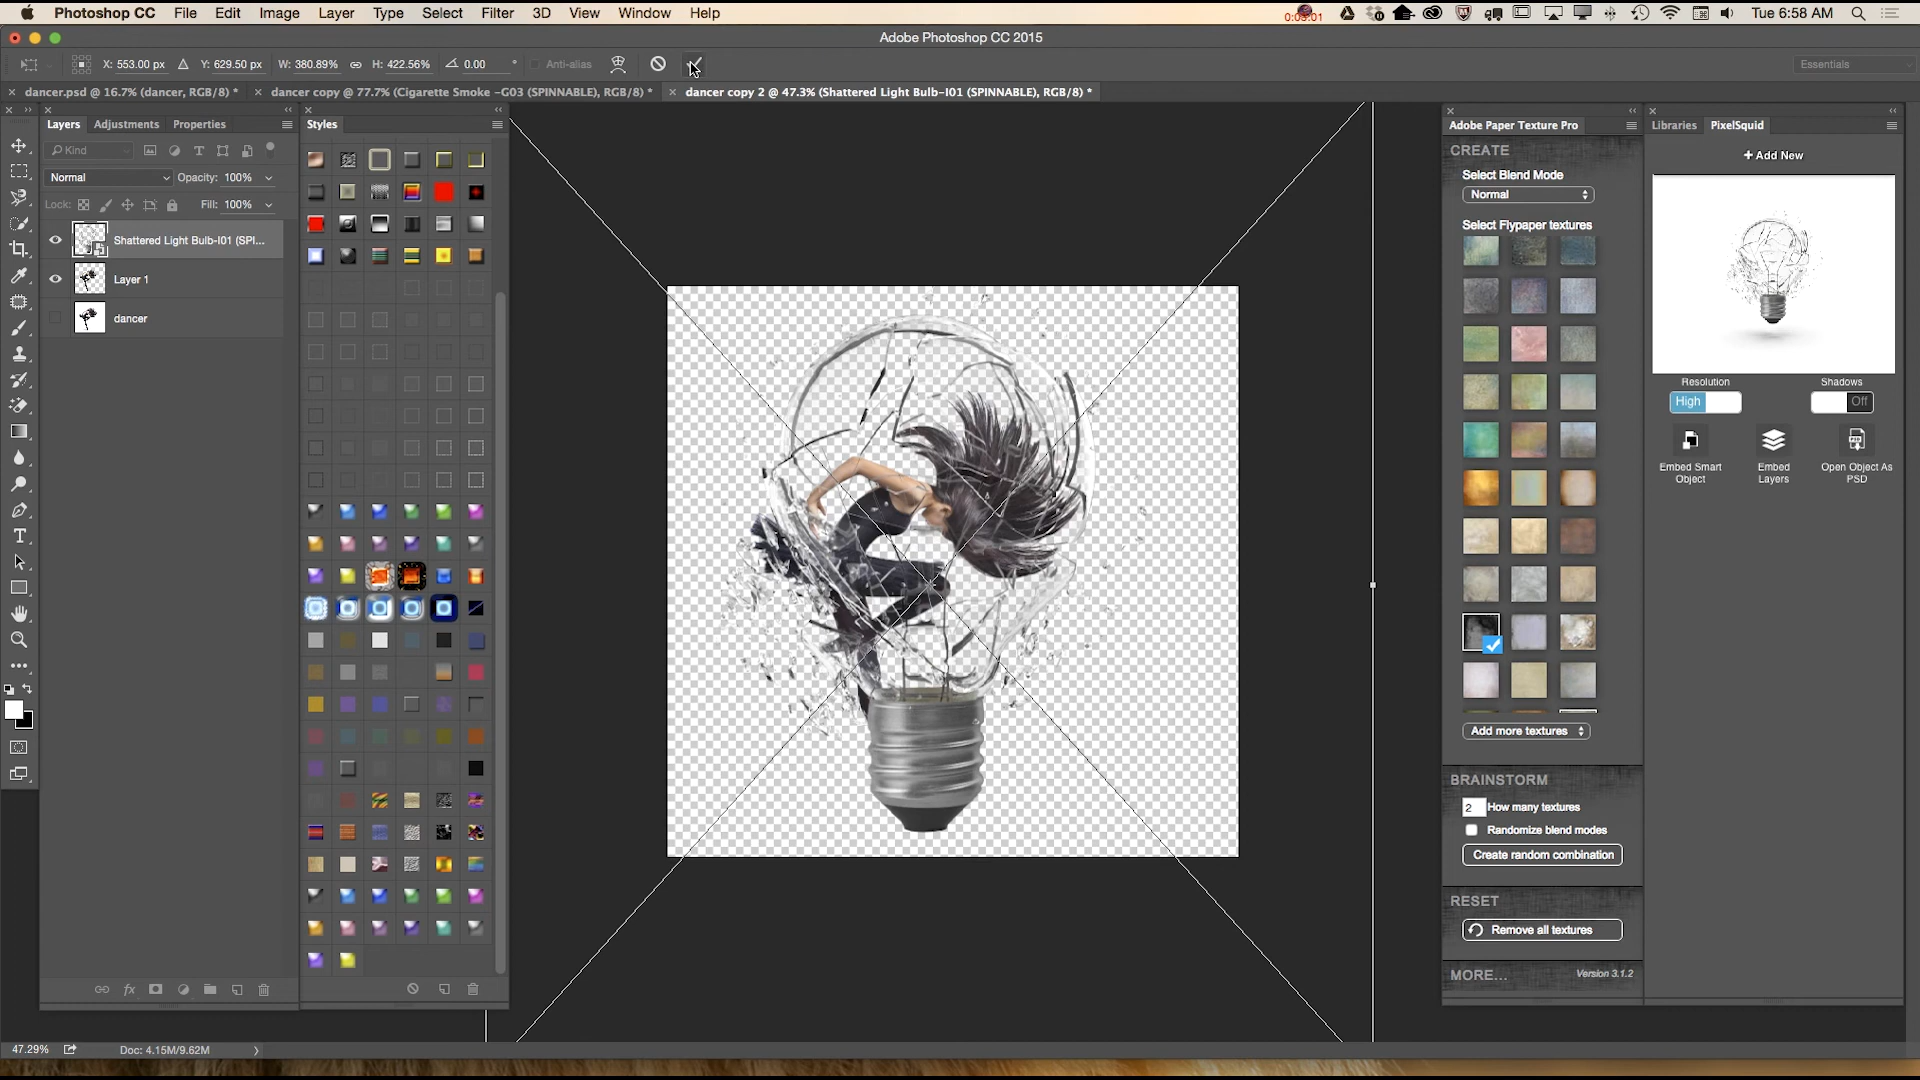 Photoshop CC File Edit Image Layer Type Select Filter 3D View Window Help Tue 6:58 AM
Adobe Photoshop CC 2015
X: 553.00 px Y: 629.50 px W: 380.89% H: 422.56% 0.00 ° Anti-alias Essentials
dancer.psd @ 16.7% (dancer, RGB/8) * dancer copy @ 77.7% (Cigarette Smoke -G03 (SPINNABLE), RGB/8) * dancer copy 2 @ 47.3% (Shattered Light Bulb-I01 (SPINNABLE), RGB/8) *
Layers Adjustments Properties
Styles
Adobe Paper Texture Pro
Libraries PixelSquid
Kind
Normal Opacity: 100%
Lock: Fill: 100%
Shattered Light Bulb-I01 (SPI...
Layer 1
dancer
CREATE
Select Blend Mode
Normal
Select Flypaper textures
Add more textures
BRAINSTORM
2 How many textures
Randomize blend modes
Create random combination
RESET
Remove all textures
MORE... Version 3.1.2
+ Add New
Resolution Shadows
High Off
Embed Smart Object
Embed Layers
Open Object As PSD
47.29% Doc: 4.15M/9.62M